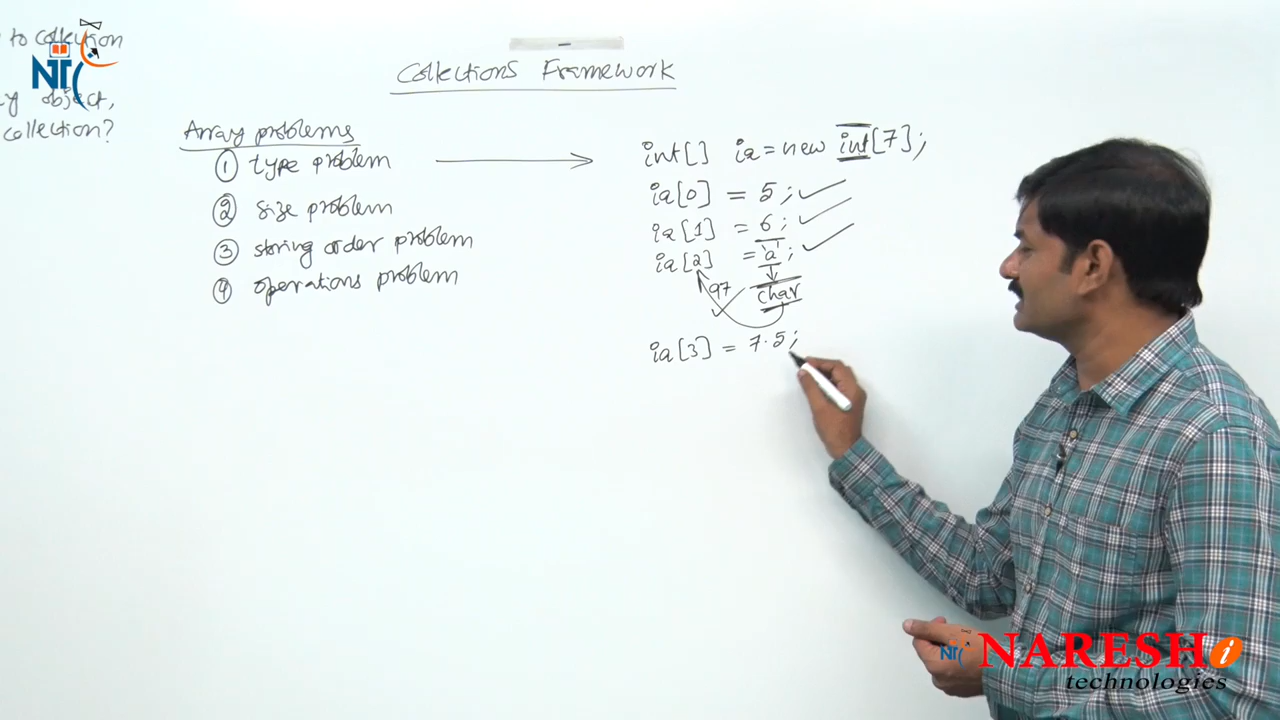 to collection
NT
y object,
collection?
Collections Framework
Array problems
① type problem
② size problem
③ storing order problem
④ operations problem
int[] ia = new int[7];
ia[0] = 5;
ia[1] = 6;
ia[2] = 'a';
97
char
ia[3] = 7.5;
NT
NARESH i
technologies